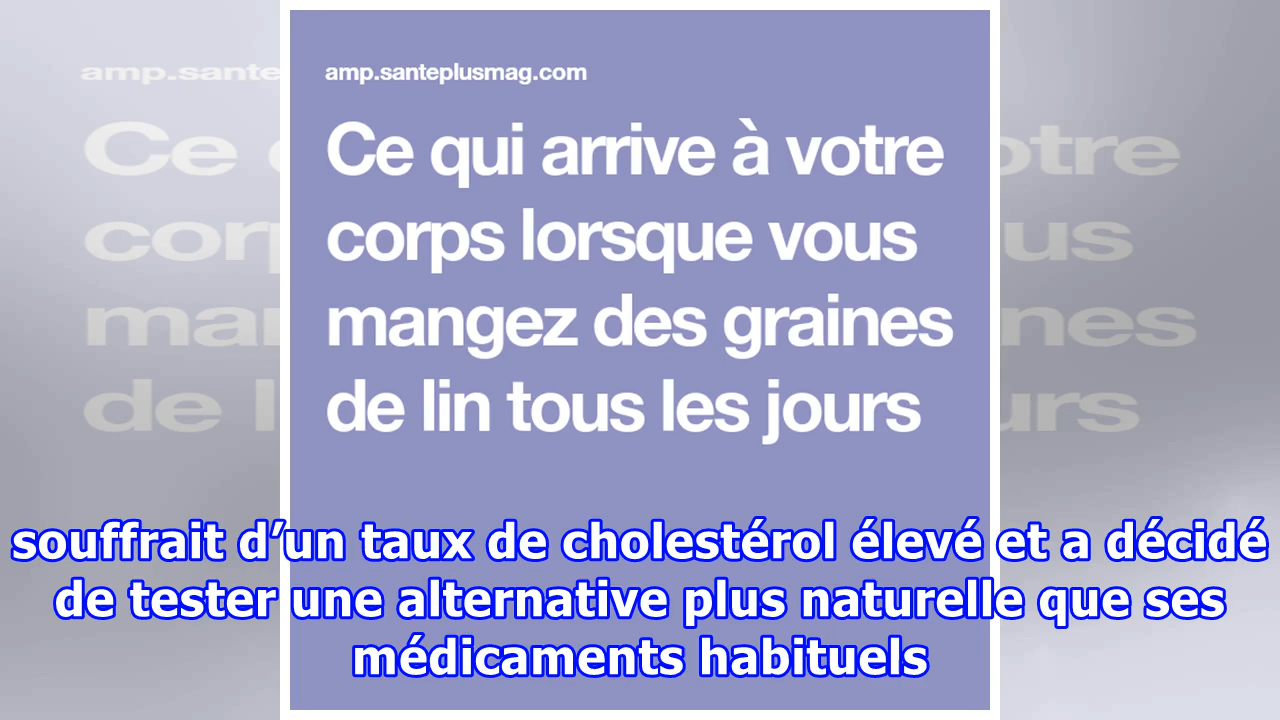 amp.santeplusmag.com
Ce qui arrive à votre
corps lorsque vous
mangez des graines
de lin tous les jours
souffrait d’un taux de cholestérol élevé et a décidé
de tester une alternative plus naturelle que ses
médicaments habituels